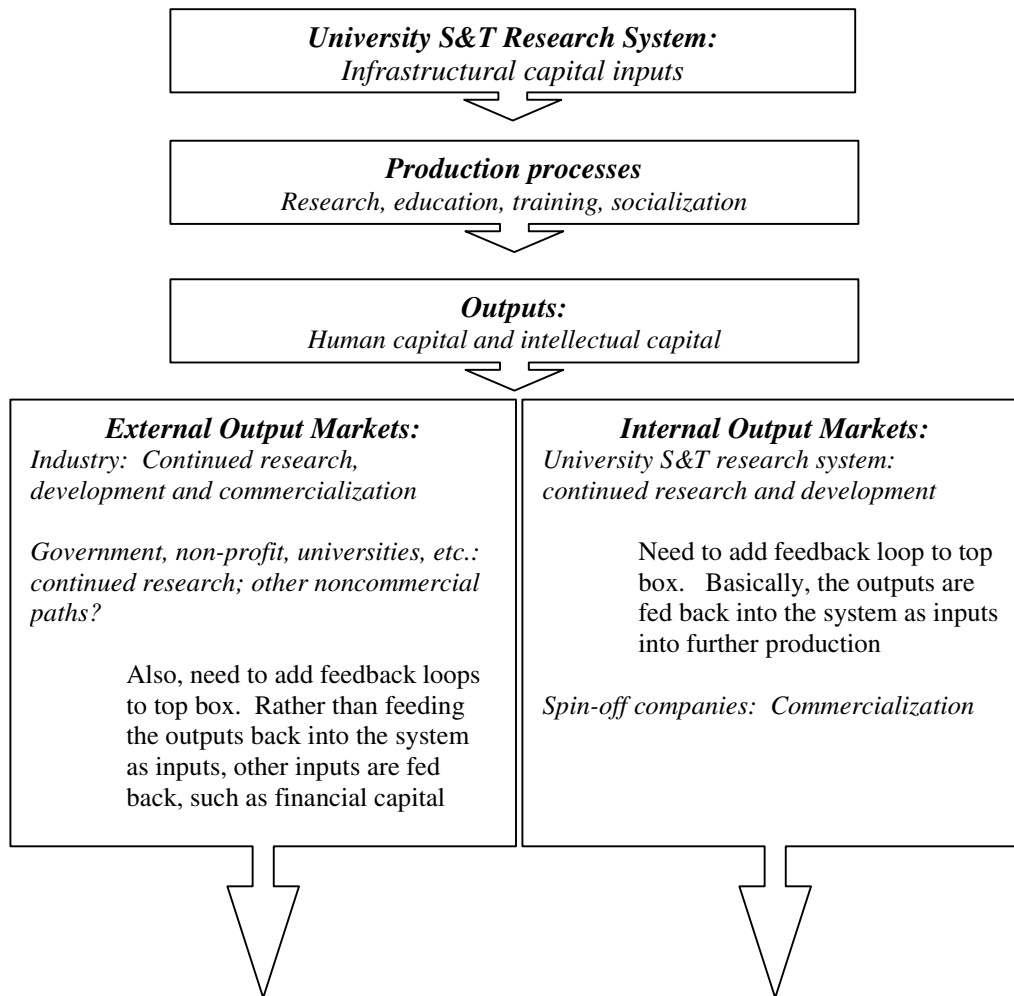 University S&T Research System:
Infrastructural capital inputs
Production processes
Research, education, training, socialization
Outputs:
Human capital and intellectual capital
External Output Markets:
Industry:  Continued research,
development and commercialization
Government, non-profit, universities, etc.:
continued research; other noncommercial
paths?
Also, need to add feedback loops
to top box.  Rather than feeding
the outputs back into the system
as inputs, other inputs are fed
back, such as financial capital
Internal Output Markets:
University S&T research system:
continued research and development
Need to add feedback loop to top
box.   Basically, the outputs are
fed back into the system as inputs
into further production
Spin-off companies:  Commercialization